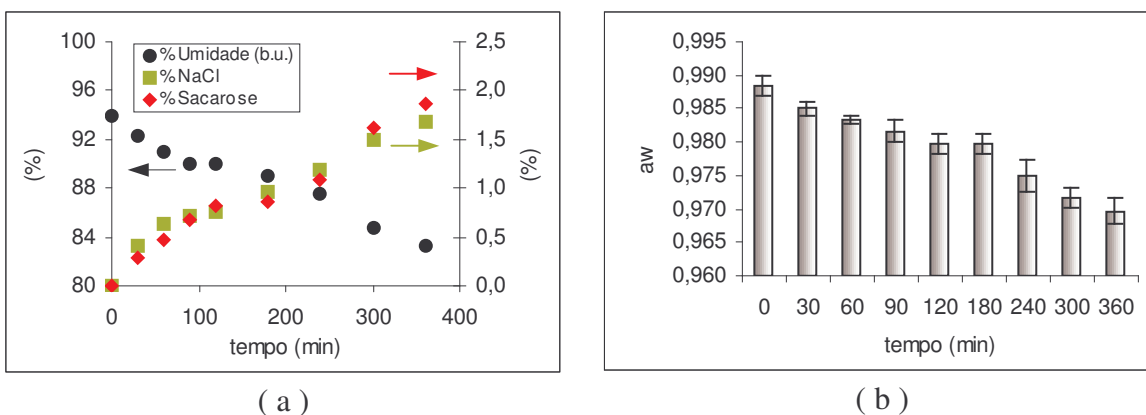 100
96
92
88
84
80
(%)
%Umidade (b.u.)
%NaCl
%Sacarose
2,5
2,0
1,5
1,0
0,5
0,0
(%)
0 100 200 300 400
tempo (min)
( a )
0,995
0,990
0,985
0,980
0,975
0,970
0,965
0,960
aw
0 30 60 90 120 180 240 300 360
tempo (min)
( b )